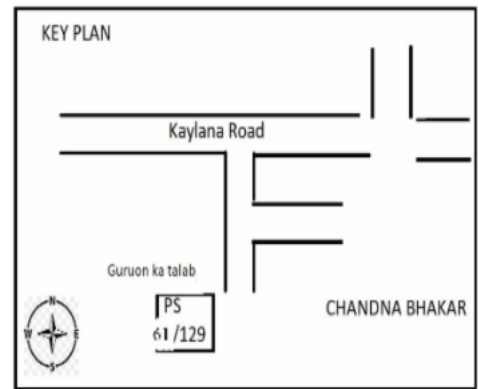 KEY PLAN
Kaylana Road
Guruon ka talab
PS
61/129
CHANDNA BHAKAR
N
W E
S